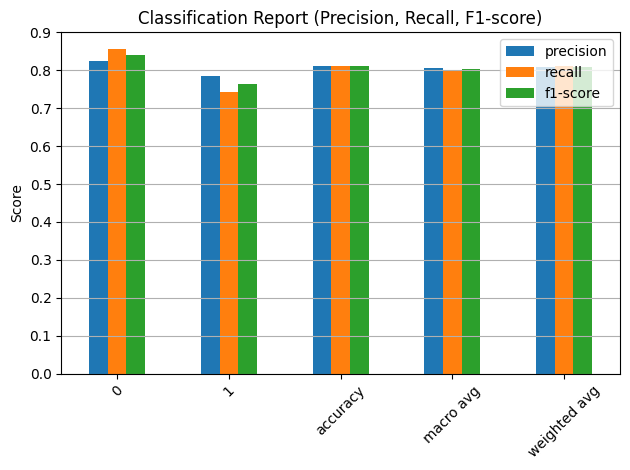 Classification Report (Precision, Recall, F1-score)
precision
recall
f1-score
Score
0.9
0.8
0.7
0.6
0.5
0.4
0.3
0.2
0.1
0.0
0
1
accuracy
macro avg
weighted avg